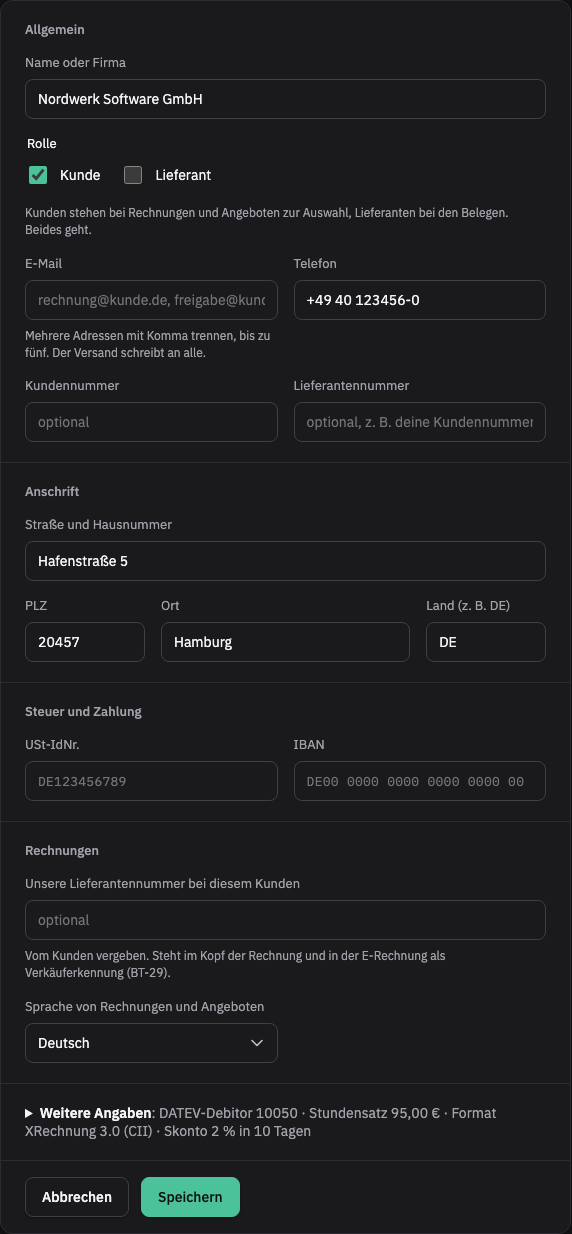 Allgemein
Name oder Firma
Nordwerk Software GmbH
Rolle
Kunde Lieferant
Kunden stehen bei Rechnungen und Angeboten zur Auswahl, Lieferanten bei den Belegen.
Beides geht.
E-Mail Telefon
rechnung@kunde.de, freigabe@kund +49 40 123456-0
Mehrere Adressen mit Komma trennen, bis zu
fünf. Der Versand schreibt an alle.
Kundennummer Lieferantennummer
optional optional, z. B. deine Kundennummer
Anschrift
Straße und Hausnummer
Hafenstraße 5
PLZ Ort Land (z. B. DE)
20457 Hamburg DE
Steuer und Zahlung
USt-IdNr. IBAN
DE123456789 DE00 0000 0000 0000 0000 00
Rechnungen
Unsere Lieferantennummer bei diesem Kunden
optional
Vom Kunden vergeben. Steht im Kopf der Rechnung und in der E-Rechnung als
Verkäuferkennung (BT-29).
Sprache von Rechnungen und Angeboten
Deutsch
Weitere Angaben: DATEV-Debitor 10050 · Stundensatz 95,00 € · Format
XRechnung 3.0 (CII) · Skonto 2 % in 10 Tagen
Abbrechen Speichern